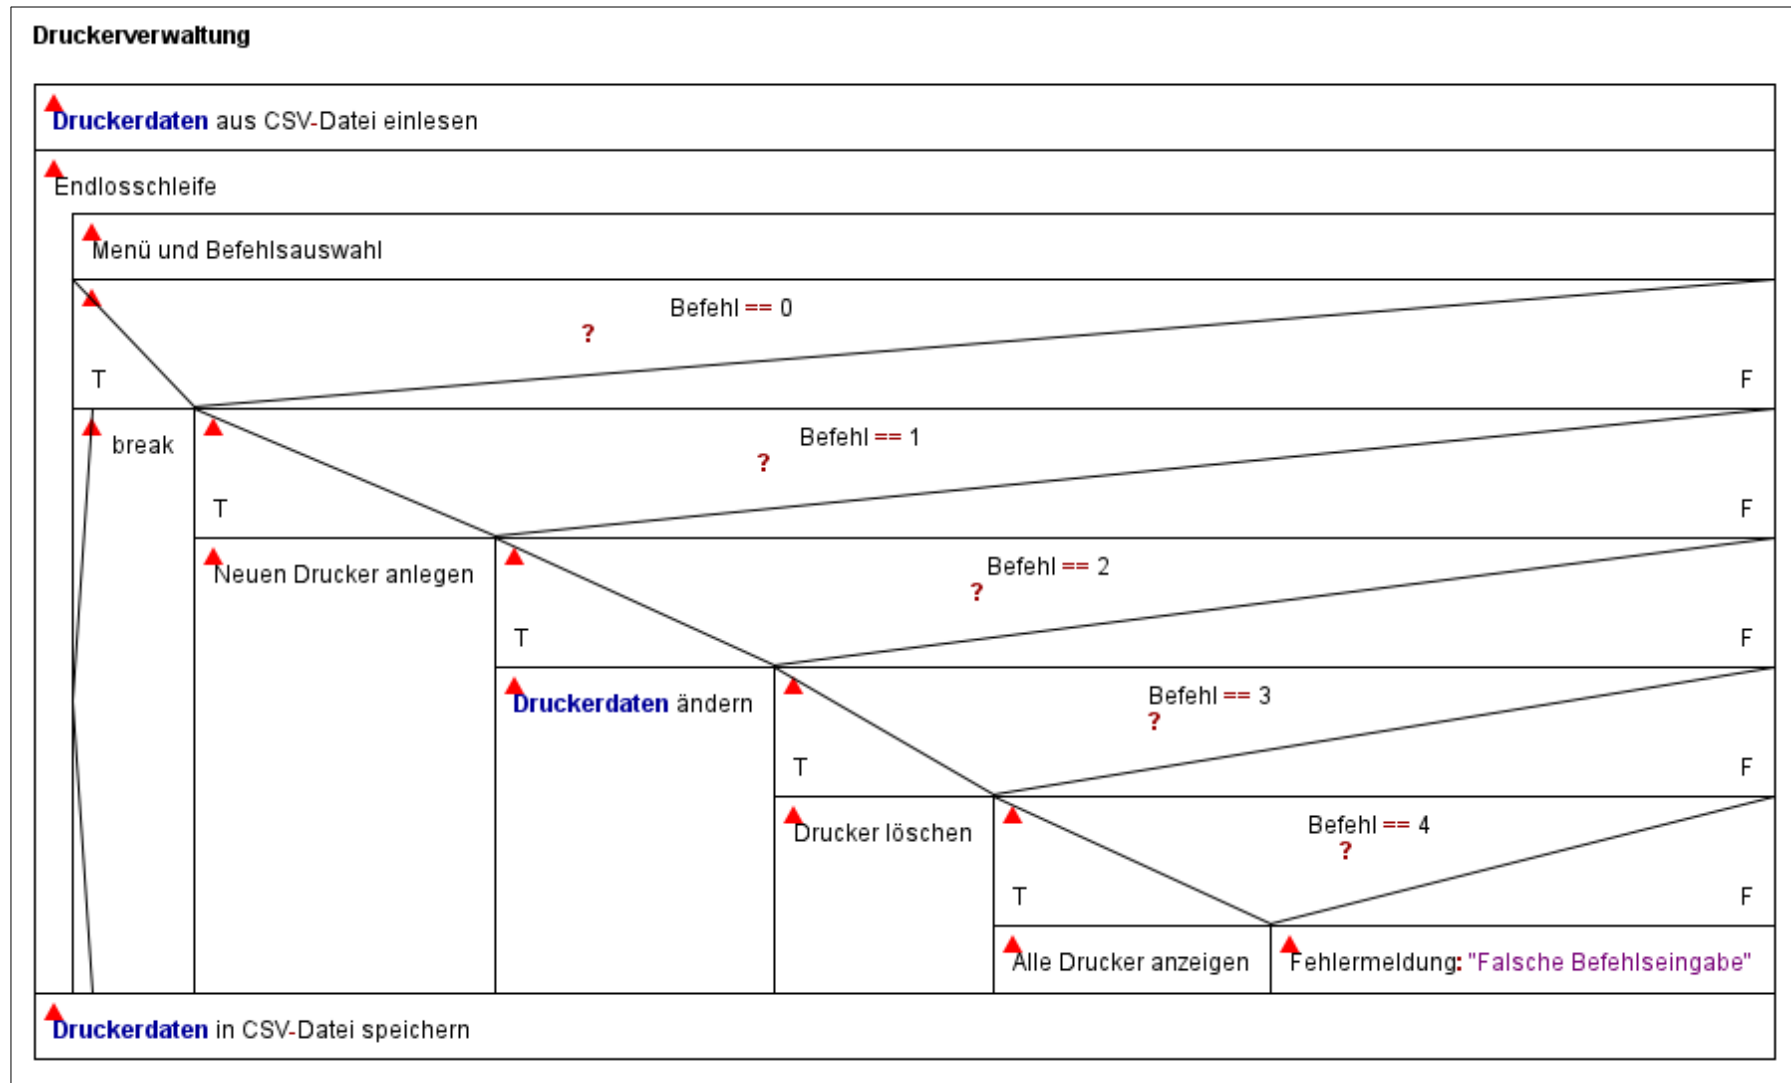 Druckerverwaltung
Druckerdaten aus CSV-Datei einlesen
Endlosschleife
Menü und Befehlsauswahl
Befehl == 0
?
T
F
break
Befehl == 1
?
T
F
Neuen Drucker anlegen
Befehl == 2
?
T
F
Druckerdaten ändern
Befehl == 3
?
T
F
Drucker löschen
Befehl == 4
?
T
F
Alle Drucker anzeigen
Fehlermeldung: "Falsche Befehlseingabe"
Druckerdaten in CSV-Datei speichern